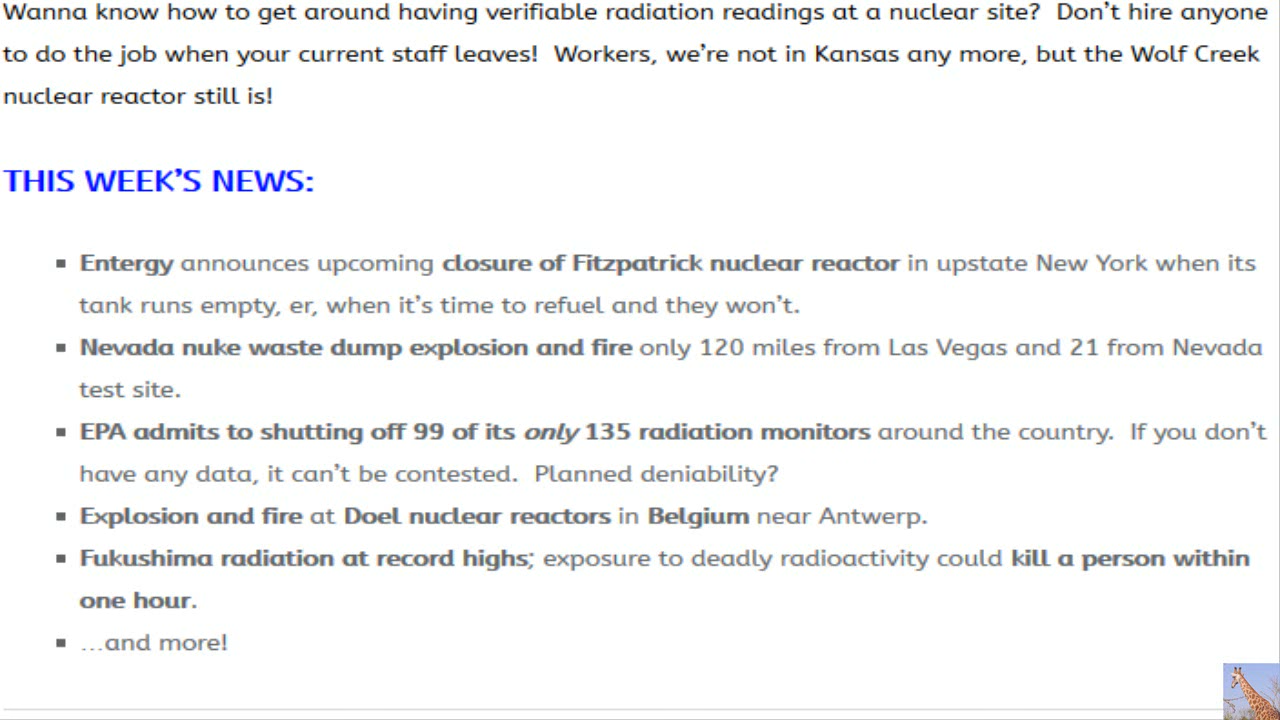 Wanna know how to get around having verifiable radiation readings at a nuclear site?  Don’t hire anyone
to do the job when your current staff leaves!  Workers, we’re not in Kansas any more, but the Wolf Creek
nuclear reactor still is!
THIS WEEK’S NEWS:
▪ Entergy announces upcoming closure of Fitzpatrick nuclear reactor in upstate New York when its
tank runs empty, er, when it’s time to refuel and they won’t.
▪ Nevada nuke waste dump explosion and fire only 120 miles from Las Vegas and 21 from Nevada
test site.
▪ EPA admits to shutting off 99 of its only 135 radiation monitors around the country.  If you don’t
have any data, it can’t be contested.  Planned deniability?
▪ Explosion and fire at Doel nuclear reactors in Belgium near Antwerp.
▪ Fukushima radiation at record highs; exposure to deadly radioactivity could kill a person within
one hour.
▪ …and more!